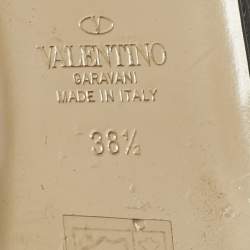 VALENTINO
GARAVANI
MADE IN ITALY
38½